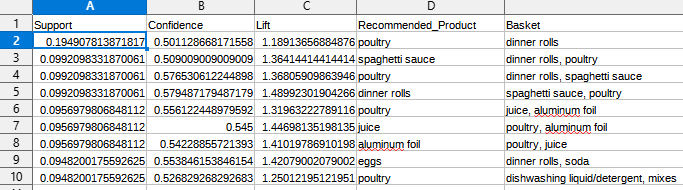 A B C D E
1 Support Confidence Lift Recommended_Product Basket
2 0.194907813871817 0.501128668171558 1.18913656884876 poultry dinner rolls
3 0.0992098331870061 0.509009009009009 1.36414414414414 spaghetti sauce dinner rolls, poultry
4 0.0992098331870061 0.576530612244898 1.36805909863946 poultry dinner rolls, spaghetti sauce
5 0.0992098331870061 0.579487179487179 1.48992301904266 dinner rolls spaghetti sauce, poultry
6 0.0956979806848112 0.556122448979592 1.31963222789116 poultry juice, aluminum foil
7 0.0956979806848112 0.545 1.44698135198135 juice poultry, aluminum foil
8 0.0956979806848112 0.54228855721393 1.41019786910198 aluminum foil poultry, juice
9 0.0948200175592625 0.553846153846154 1.42079002079002 eggs dinner rolls, soda
10 0.0948200175592625 0.526829268292683 1.25012195121951 poultry dishwashing liquid/detergent, mixes